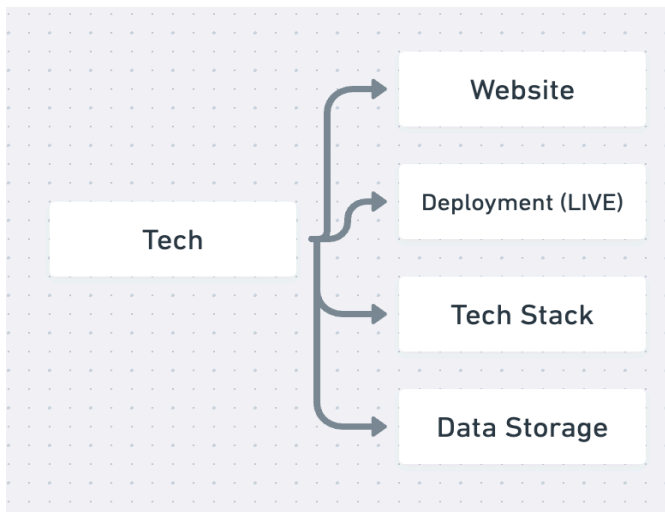 Website
Deployment (LIVE)
Tech
Tech Stack
Data Storage